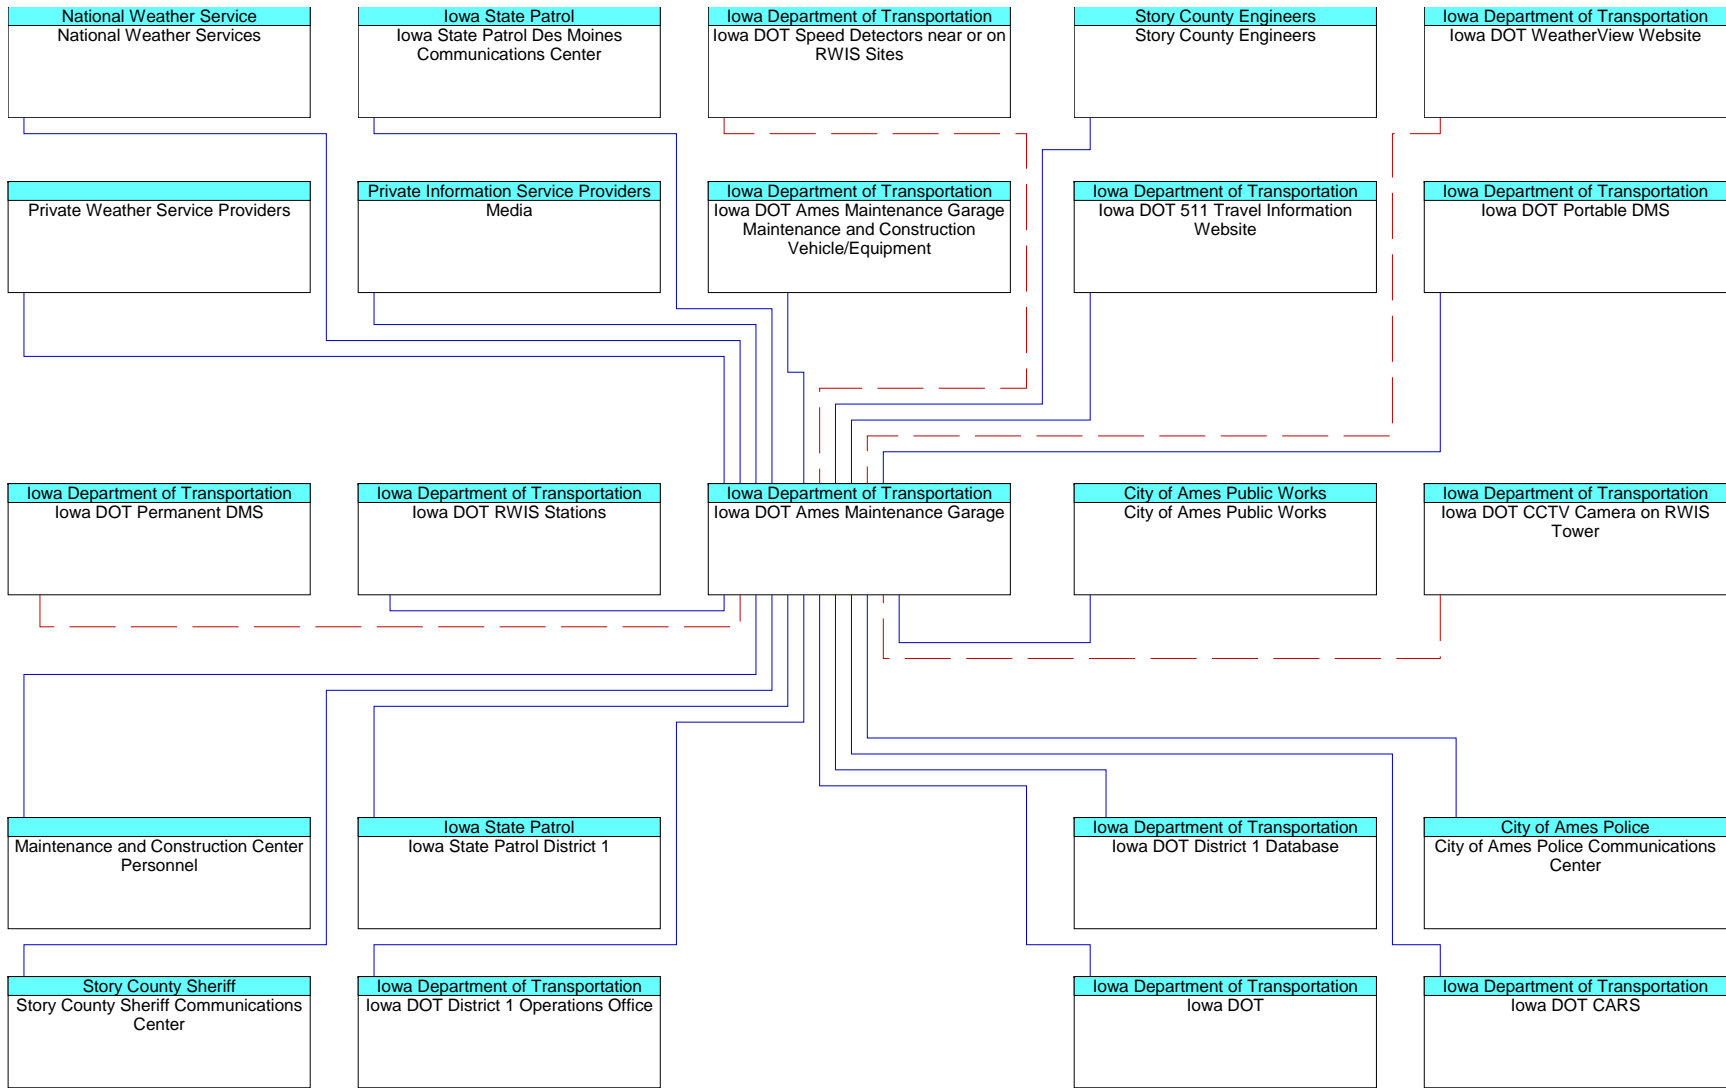 National Weather Service
National Weather Services
Iowa State Patrol
Iowa State Patrol Des Moines
Communications Center
Iowa Department of Transportation
Iowa DOT Speed Detectors near or on
RWIS Sites
Story County Engineers
Story County Engineers
Iowa Department of Transportation
Iowa DOT WeatherView Website
Private Weather Service Providers
Private Information Service Providers
Media
Iowa Department of Transportation
Iowa DOT Ames Maintenance Garage
Maintenance and Construction
Vehicle/Equipment
Iowa Department of Transportation
Iowa DOT 511 Travel Information
Website
Iowa Department of Transportation
Iowa DOT Portable DMS
Iowa Department of Transportation
Iowa DOT Permanent DMS
Iowa Department of Transportation
Iowa DOT RWIS Stations
Iowa Department of Transportation
Iowa DOT Ames Maintenance Garage
City of Ames Public Works
City of Ames Public Works
Iowa Department of Transportation
Iowa DOT CCTV Camera on RWIS
Tower
Maintenance and Construction Center
Personnel
Iowa State Patrol
Iowa State Patrol District 1
Iowa Department of Transportation
Iowa DOT District 1 Database
City of Ames Police
City of Ames Police Communications
Center
Story County Sheriff
Story County Sheriff Communications
Center
Iowa Department of Transportation
Iowa DOT District 1 Operations Office
Iowa Department of Transportation
Iowa DOT
Iowa Department of Transportation
Iowa DOT CARS